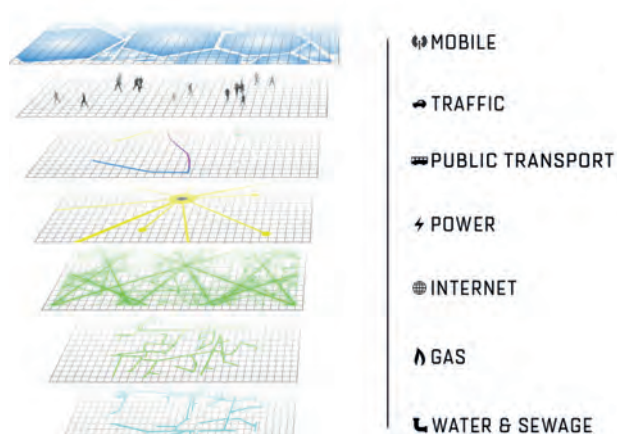 MOBILE
TRAFFIC
PUBLIC TRANSPORT
POWER
INTERNET
GAS
WATER & SEWAGE